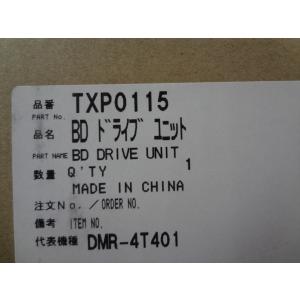 品番 TXP0115
PART No.
品名 BD ドライブ ユニット
PART NAME BD DRIVE UNIT
数量 Q'TY 1
MADE IN CHINA
注文No. / ORDER NO.
備考 ITEM NO.
代表機種 DMR-4T401